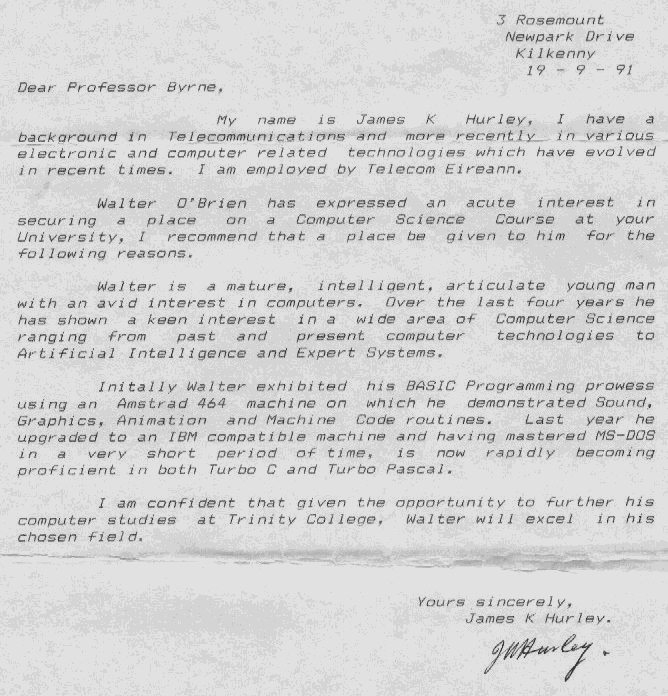 3 Rosemount
Newpark Drive
Kilkenny
19 - 9 - 91
Dear Professor Byrne,
My name is James K Hurley, I have a
background in Telecommunications and more recently in various
electronic and computer related technologies which have evolved
in recent times. I am employed by Telecom Eireann.
Walter O'Brien has expressed an acute interest in
securing a place on a Computer Science Course at your
University, I recommend that a place be given to him for the
following reasons.
Walter is a mature, intelligent, articulate young man
with an avid interest in computers. Over the last four years he
has shown a keen interest in a wide area of Computer Science
ranging from past and present computer technologies to
Artificial Intelligence and Expert Systems.
Initally Walter exhibited his BASIC Programming prowess
using an Amstrad 464 machine on which he demonstrated Sound,
Graphics, Animation and Machine Code routines. Last year he
upgraded to an IBM compatible machine and having mastered MS-DOS
in a very short period of time, is now rapidly becoming
proficient in both Turbo C and Turbo Pascal.
I am confident that given the opportunity to further his
computer studies at Trinity College, Walter will excel in his
chosen field.
Yours sincerely,
James K Hurley.
JKHurley.